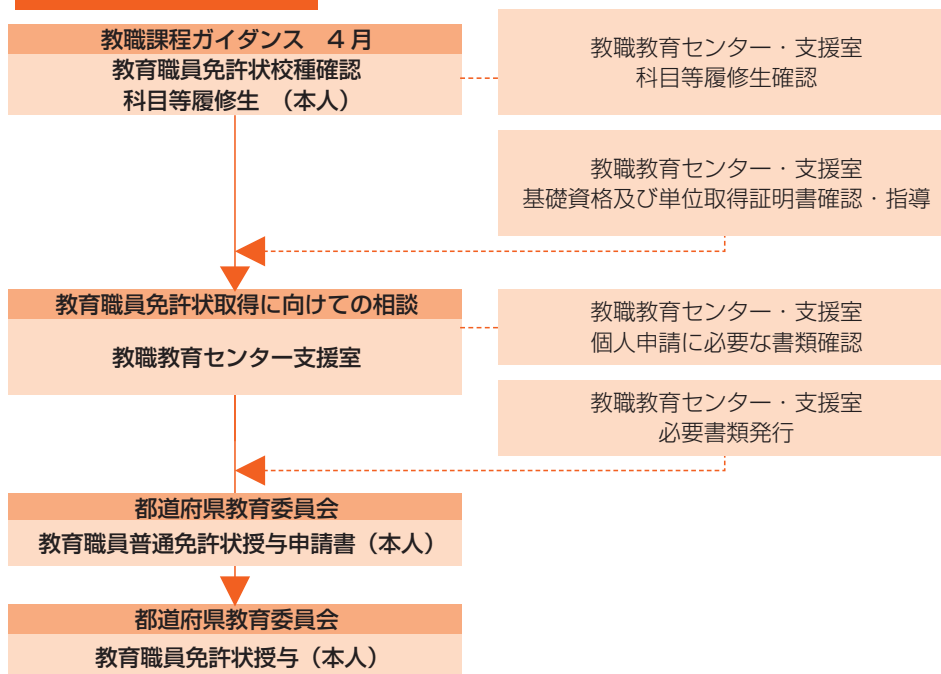 教職課程ガイダンス　4月
教育職員免許状校種確認
科目等履修生　（本人）
教職教育センター・支援室
科目等履修生確認
教職教育センター・支援室
基礎資格及び単位取得証明書確認・指導
教育職員免許状取得に向けての相談
教職教育センター支援室
教職教育センター・支援室
個人申請に必要な書類確認
教職教育センター・支援室
必要書類発行
都道府県教育委員会
教育職員普通免許状授与申請書（本人）
都道府県教育委員会
教育職員免許状授与（本人）